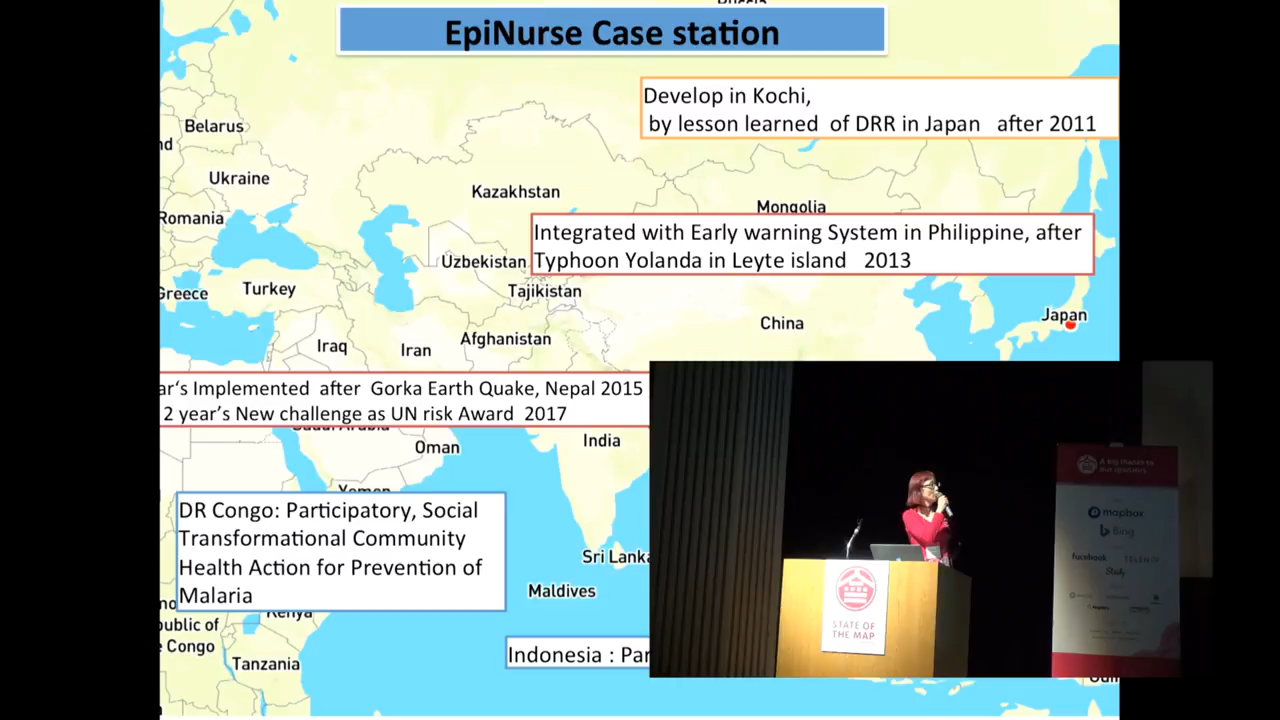 EpiNurse Case station
Develop in Kochi,
by lesson learned of DRR in Japan after 2011
Belarus
Ukraine
Kazakhstan
Romania
Mongolia
Integrated with Early warning System in Philippine, after
Typhoon Yolanda in Leyte island 2013
Uzbekistan
Greece
Turkey
Tajikistan
China
Japan
Iraq
Iran
Afghanistan
ar's Implemented after Gorka Earth Quake, Nepal 2015
2 year's New challenge as UN risk Award 2017
Saudi Arabia
India
Oman
Yemen
DR Congo: Participatory, Social
Transformational Community
Health Action for Prevention of
Malaria
Sri Lanka
Maldives
Kenya
public of
Congo
Indonesia : Par
Tanzania
mapbox
Bing
facebook
STATE OF
THE MAP